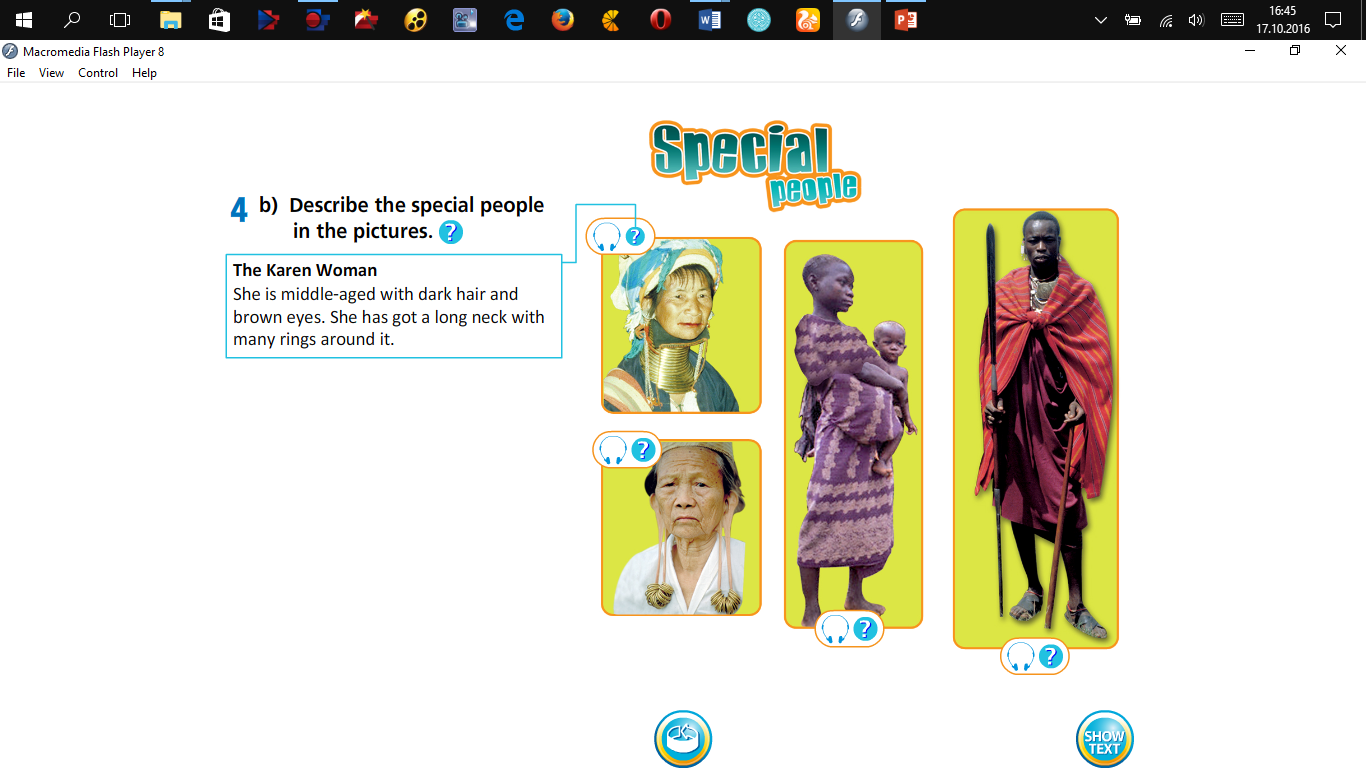 16:45
17.10.2016
Macromedia Flash Player 8
File View Control Help
Special
people
4 b) Describe the special people
in the pictures. ?
?
The Karen Woman
She is middle-aged with dark hair and
brown eyes. She has got a long neck with
many rings around it.
?
?
?
SHOW
TEXT